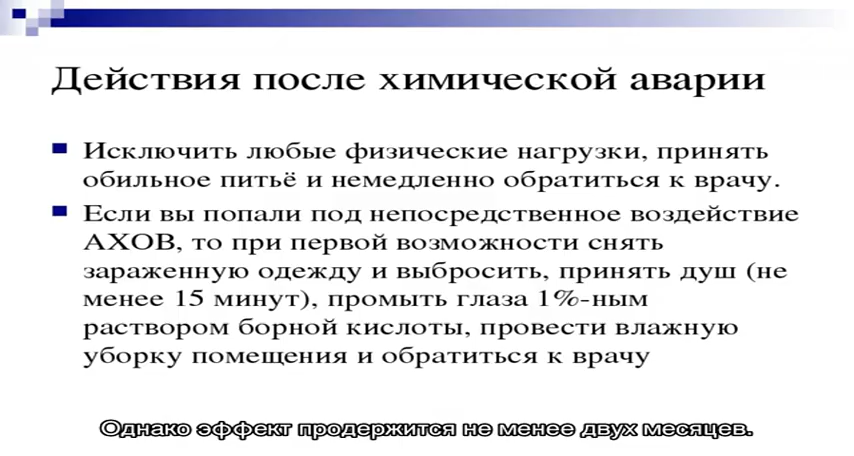 Действия после химической аварии
Исключить любые физические нагрузки, принять
обильное питьё и немедленно обратиться к врачу.
Если вы попали под непосредственное воздействие
АХОВ, то при первой возможности снять
зараженную одежду и выбросить, принять душ (не
менее 15 минут), промыть глаза 1%-ным
раствором борной кислоты, провести влажную
уборку помещения и обратиться к врачу
Однако эффект продержится не менее двух месяцев.